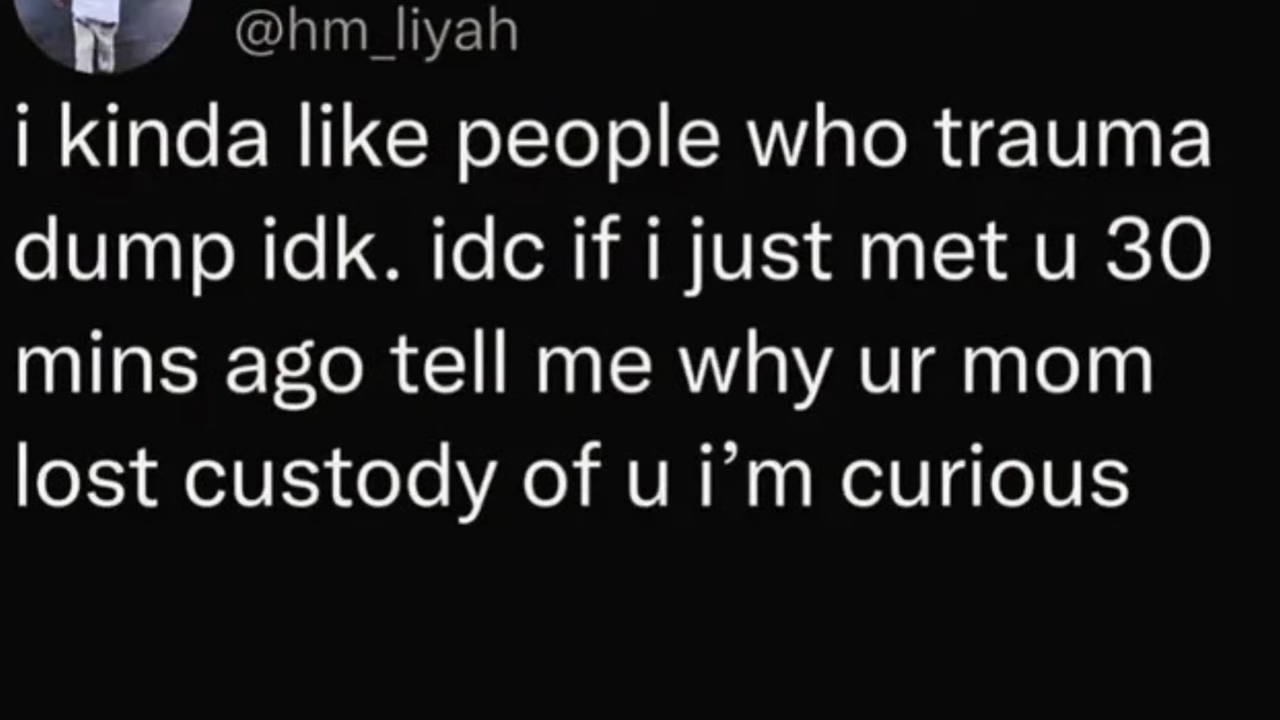 @hm_liyah
i kinda like people who trauma
dump idk. idc if i just met u 30
mins ago tell me why ur mom
lost custody of u i’m curious